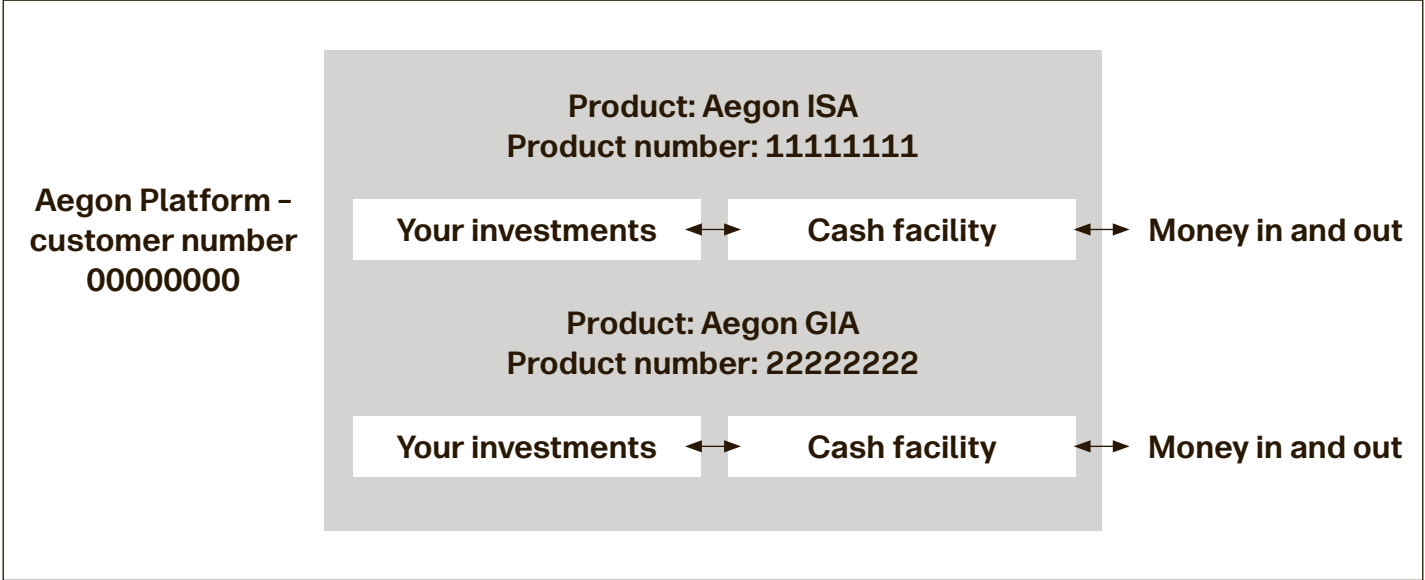 Aegon Platform –
customer number
00000000
Product: Aegon ISA
Product number: 11111111
Your investments
Cash facility
Money in and out
Product: Aegon GIA
Product number: 22222222
Your investments
Cash facility
Money in and out